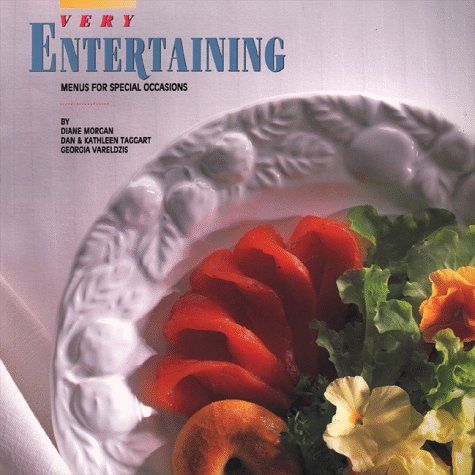 VERY
ENTERTAINING
MENUS FOR SPECIAL OCCASIONS
BY
DIANE MORGAN
DAN & KATHLEEN TAGGART
GEORGIA VARELDZIS